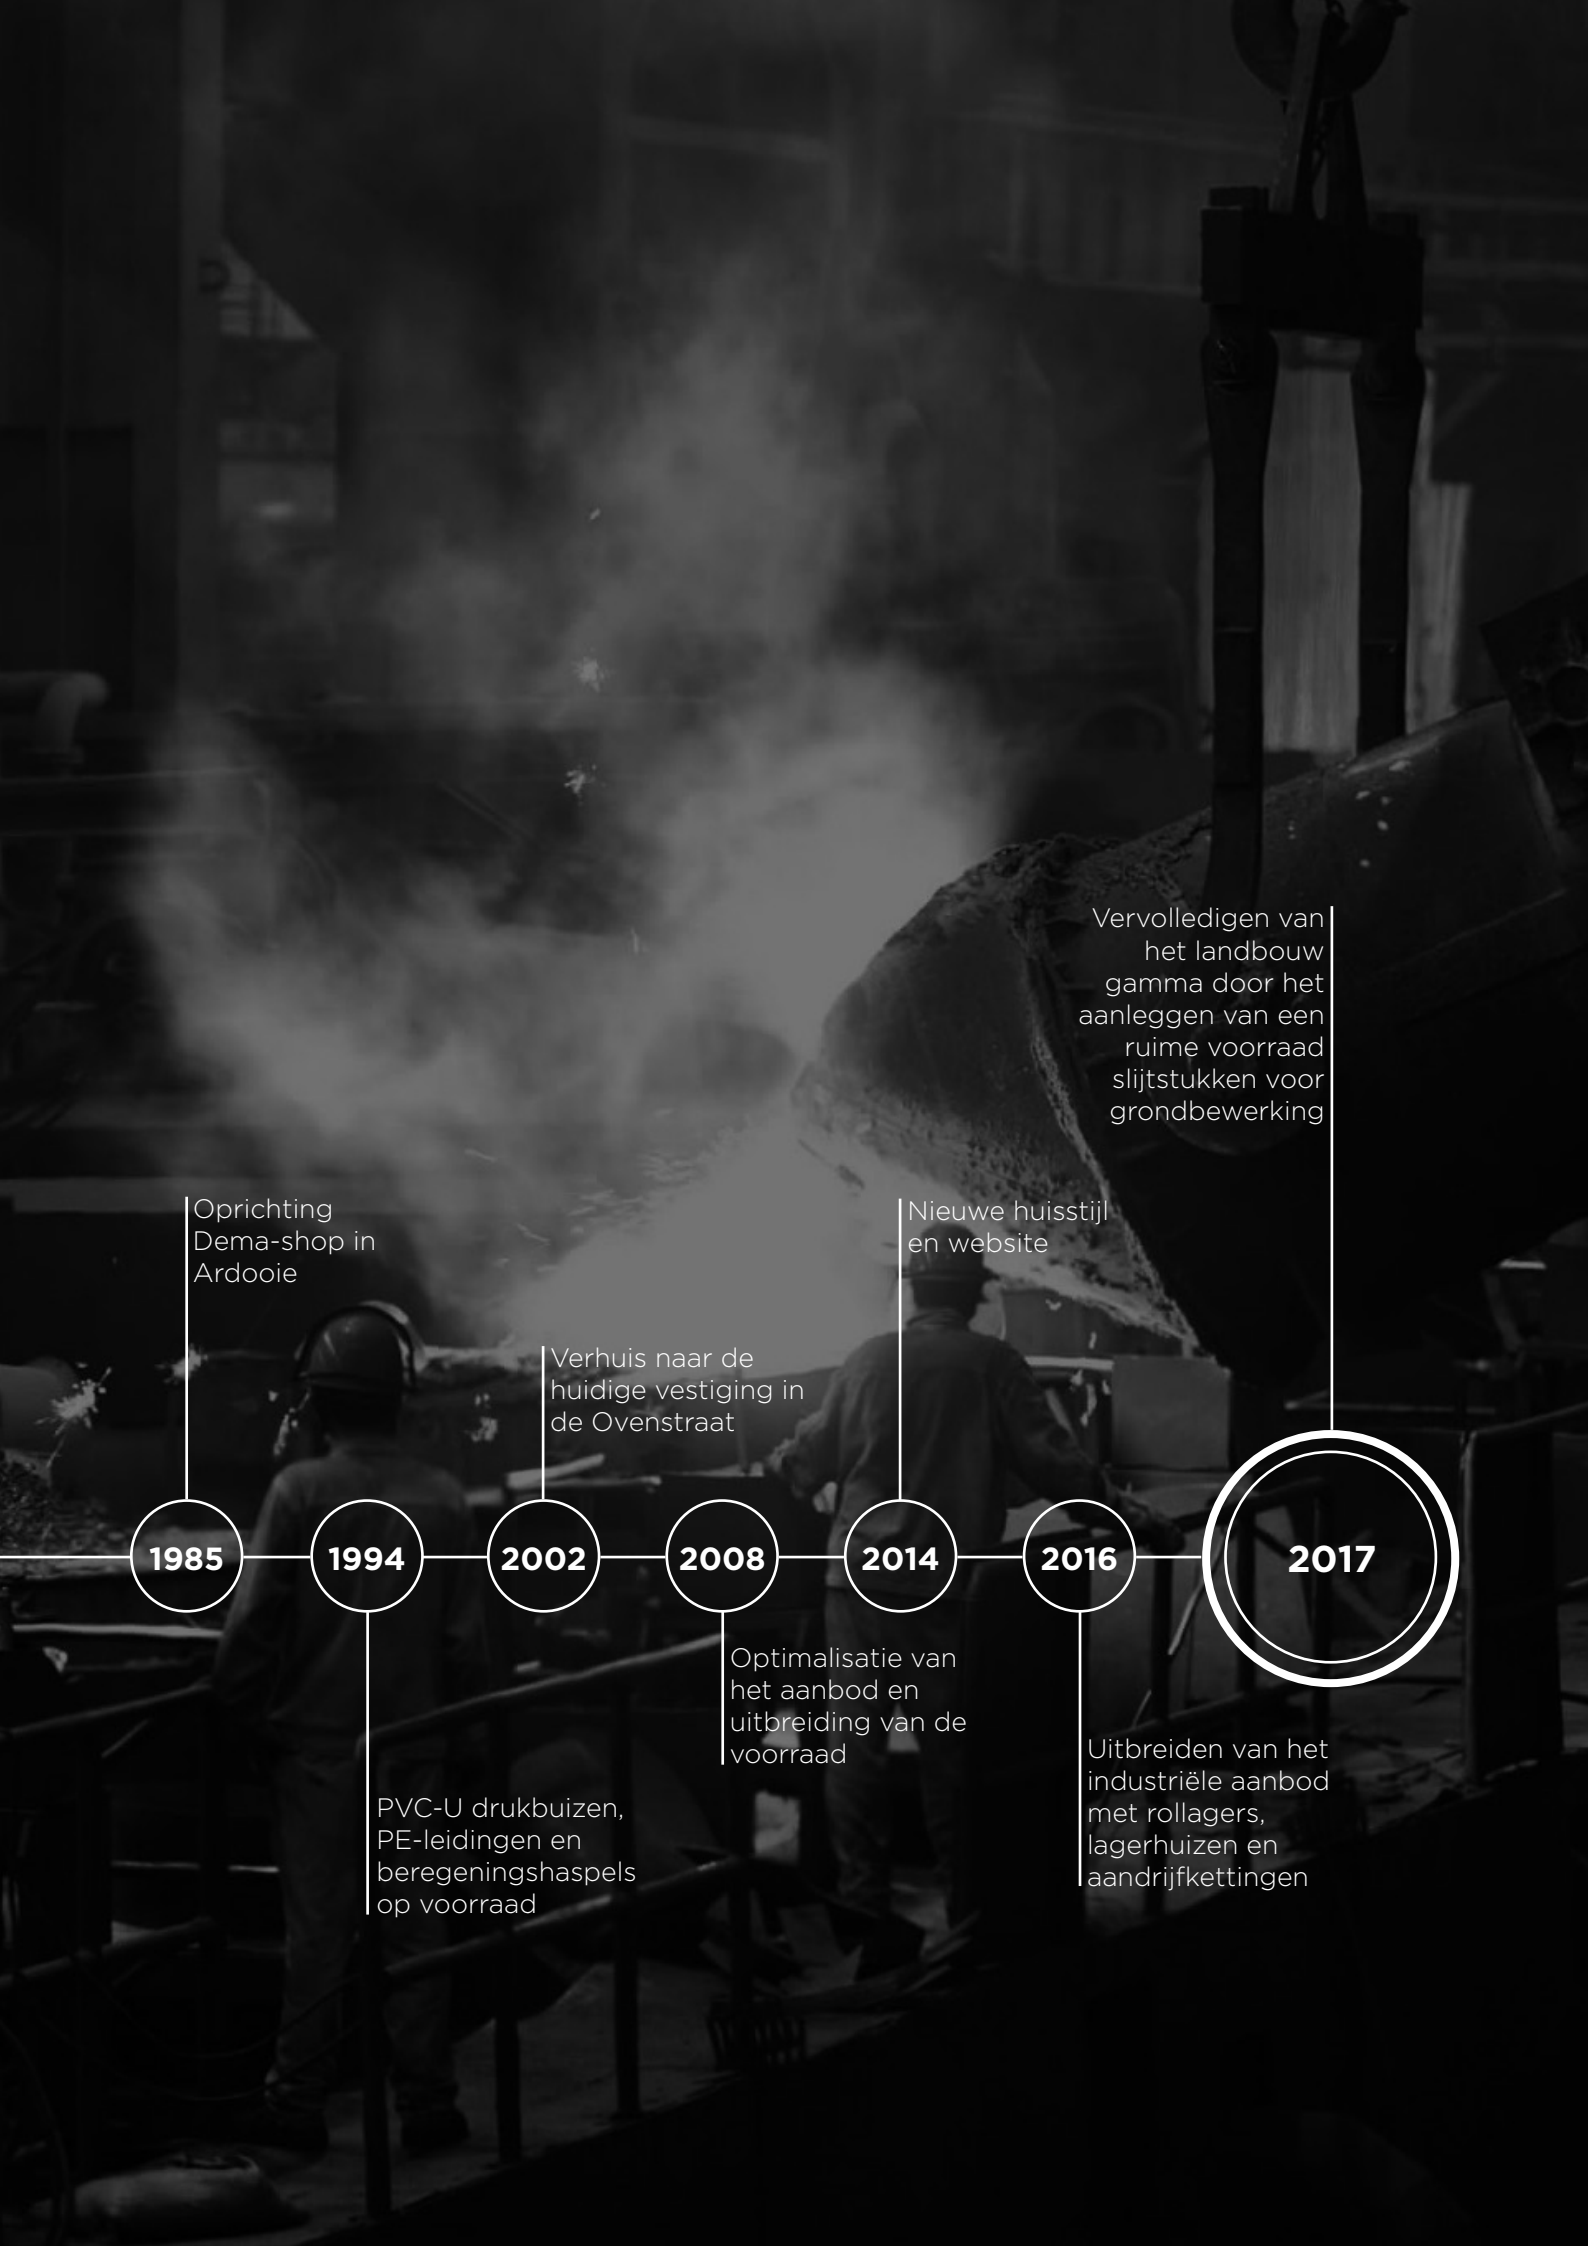 Vervolledigen van
het landbouw
gamma door het
aanleggen van een
ruime voorraad
slijtstukken voor
grondbewerking
Oprichting
Dema-shop in
Ardooie
Nieuwe huisstijl
en website
Verhuis naar de
huidige vestiging in
de Ovenstraat
1985
1994
2002
2008
2014
2016
2017
Optimalisatie van
het aanbod en
uitbreiding van de
voorraad
Uitbreiden van het
industriële aanbod
met rollagers,
lagerhuizen en
aandrijfkettingen
PVC-U drukbuizen,
PE-leidingen en
beregeningshaspels
op voorraad